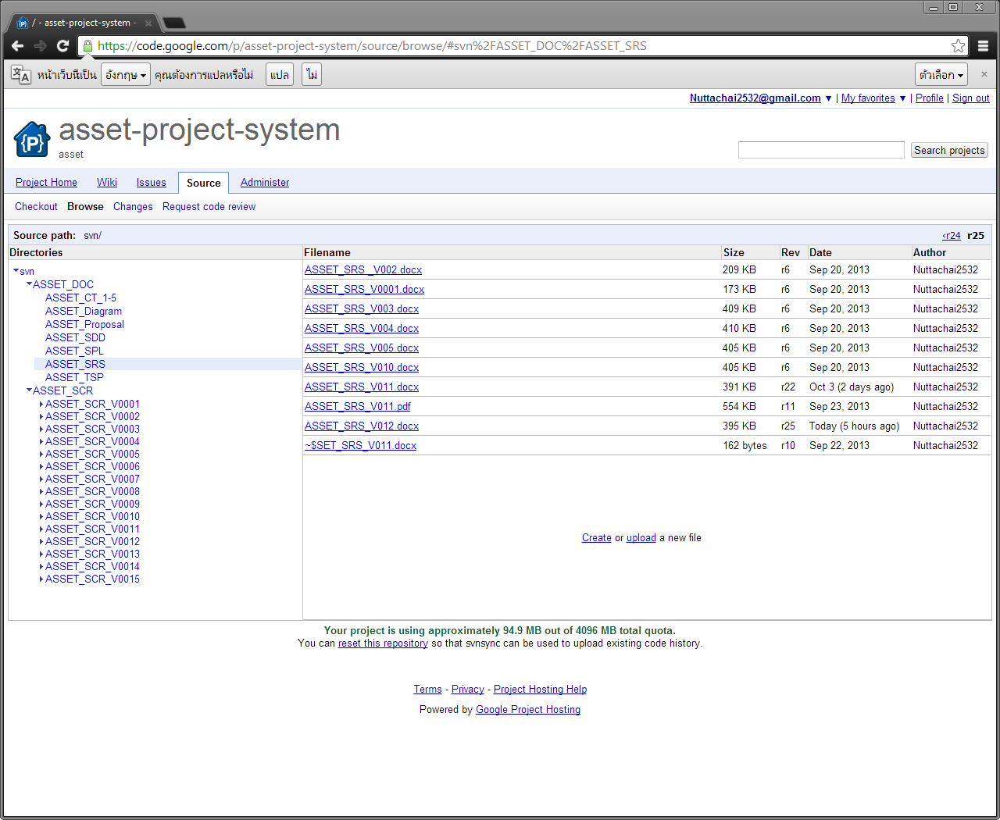 / - asset-project-system -
https://code.google.com/p/asset-project-system/source/browse/#svn%2FASSET_DOC%2FASSET_SRS
หน้าเว็บนี้เป็น อังกฤษ คุณต้องการแปลหรือไม่ แปล ไม่ ตัวเลือก
Nuttachai2532@gmail.com ▼ | My favorites ▼ | Profile | Sign out
asset-project-system
asset
Search projects
Project Home Wiki Issues Source Administer
Checkout Browse Changes Request code review
Source path: svn/ ‹r24 r25
Directories
svn
ASSET_DOC
ASSET_CT_1-5
ASSET_Diagram
ASSET_Proposal
ASSET_SDD
ASSET_SPL
ASSET_SRS
ASSET_TSP
ASSET_SCR
ASSET_SCR_V0001
ASSET_SCR_V0002
ASSET_SCR_V0003
ASSET_SCR_V0004
ASSET_SCR_V0005
ASSET_SCR_V0006
ASSET_SCR_V0007
ASSET_SCR_V0008
ASSET_SCR_V0009
ASSET_SCR_V0010
ASSET_SCR_V0011
ASSET_SCR_V0012
ASSET_SCR_V0013
ASSET_SCR_V0014
ASSET_SCR_V0015
Filename Size Rev Date Author
ASSET_SRS _V002.docx 209 KB r6 Sep 20, 2013 Nuttachai2532
ASSET_SRS_V0001.docx 173 KB r6 Sep 20, 2013 Nuttachai2532
ASSET_SRS_V003.docx 409 KB r6 Sep 20, 2013 Nuttachai2532
ASSET_SRS_V004.docx 410 KB r6 Sep 20, 2013 Nuttachai2532
ASSET_SRS_V005.docx 405 KB r6 Sep 20, 2013 Nuttachai2532
ASSET_SRS_V010.docx 405 KB r6 Sep 20, 2013 Nuttachai2532
ASSET_SRS_V011.docx 391 KB r22 Oct 3 (2 days ago) Nuttachai2532
ASSET_SRS_V011.pdf 554 KB r11 Sep 23, 2013 Nuttachai2532
ASSET_SRS_V012.docx 395 KB r25 Today (5 hours ago) Nuttachai2532
~$SET_SRS_V011.docx 162 bytes r10 Sep 22, 2013 Nuttachai2532
Create or upload a new file
Your project is using approximately 94.9 MB out of 4096 MB total quota.
You can reset this repository so that svnsync can be used to upload existing code history.
Terms - Privacy - Project Hosting Help
Powered by Google Project Hosting